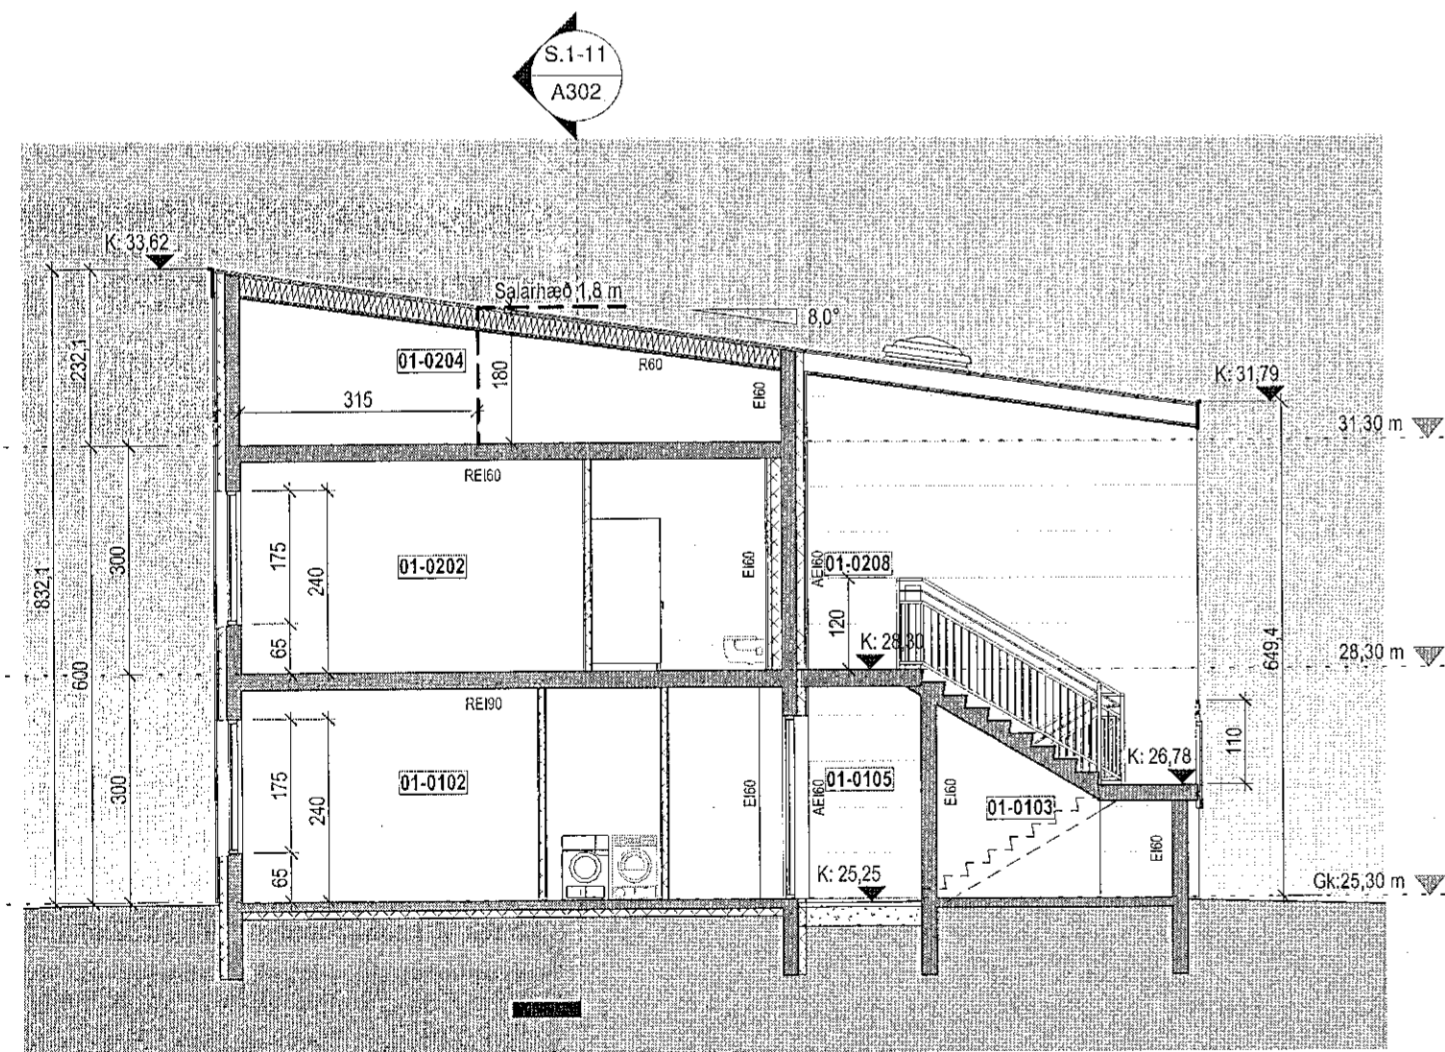 S.1-11
A302
K: 33,62
Salarhæð 1,8 m
8,0°
01-0204
R60
180
EI60
K: 31,79
232,1
315
31,30 m
REI60
175
240
300
01-0202
EI60
AEI60
01-0208
832,1
600
65
120
K: 28,30
649,4
28,30 m
REI90
110
K: 26,78
175
240
300
01-0102
EI60
AEI60
01-0105
EI60
01-0103
EI60
65
K: 25,25
Gk:25,30 m